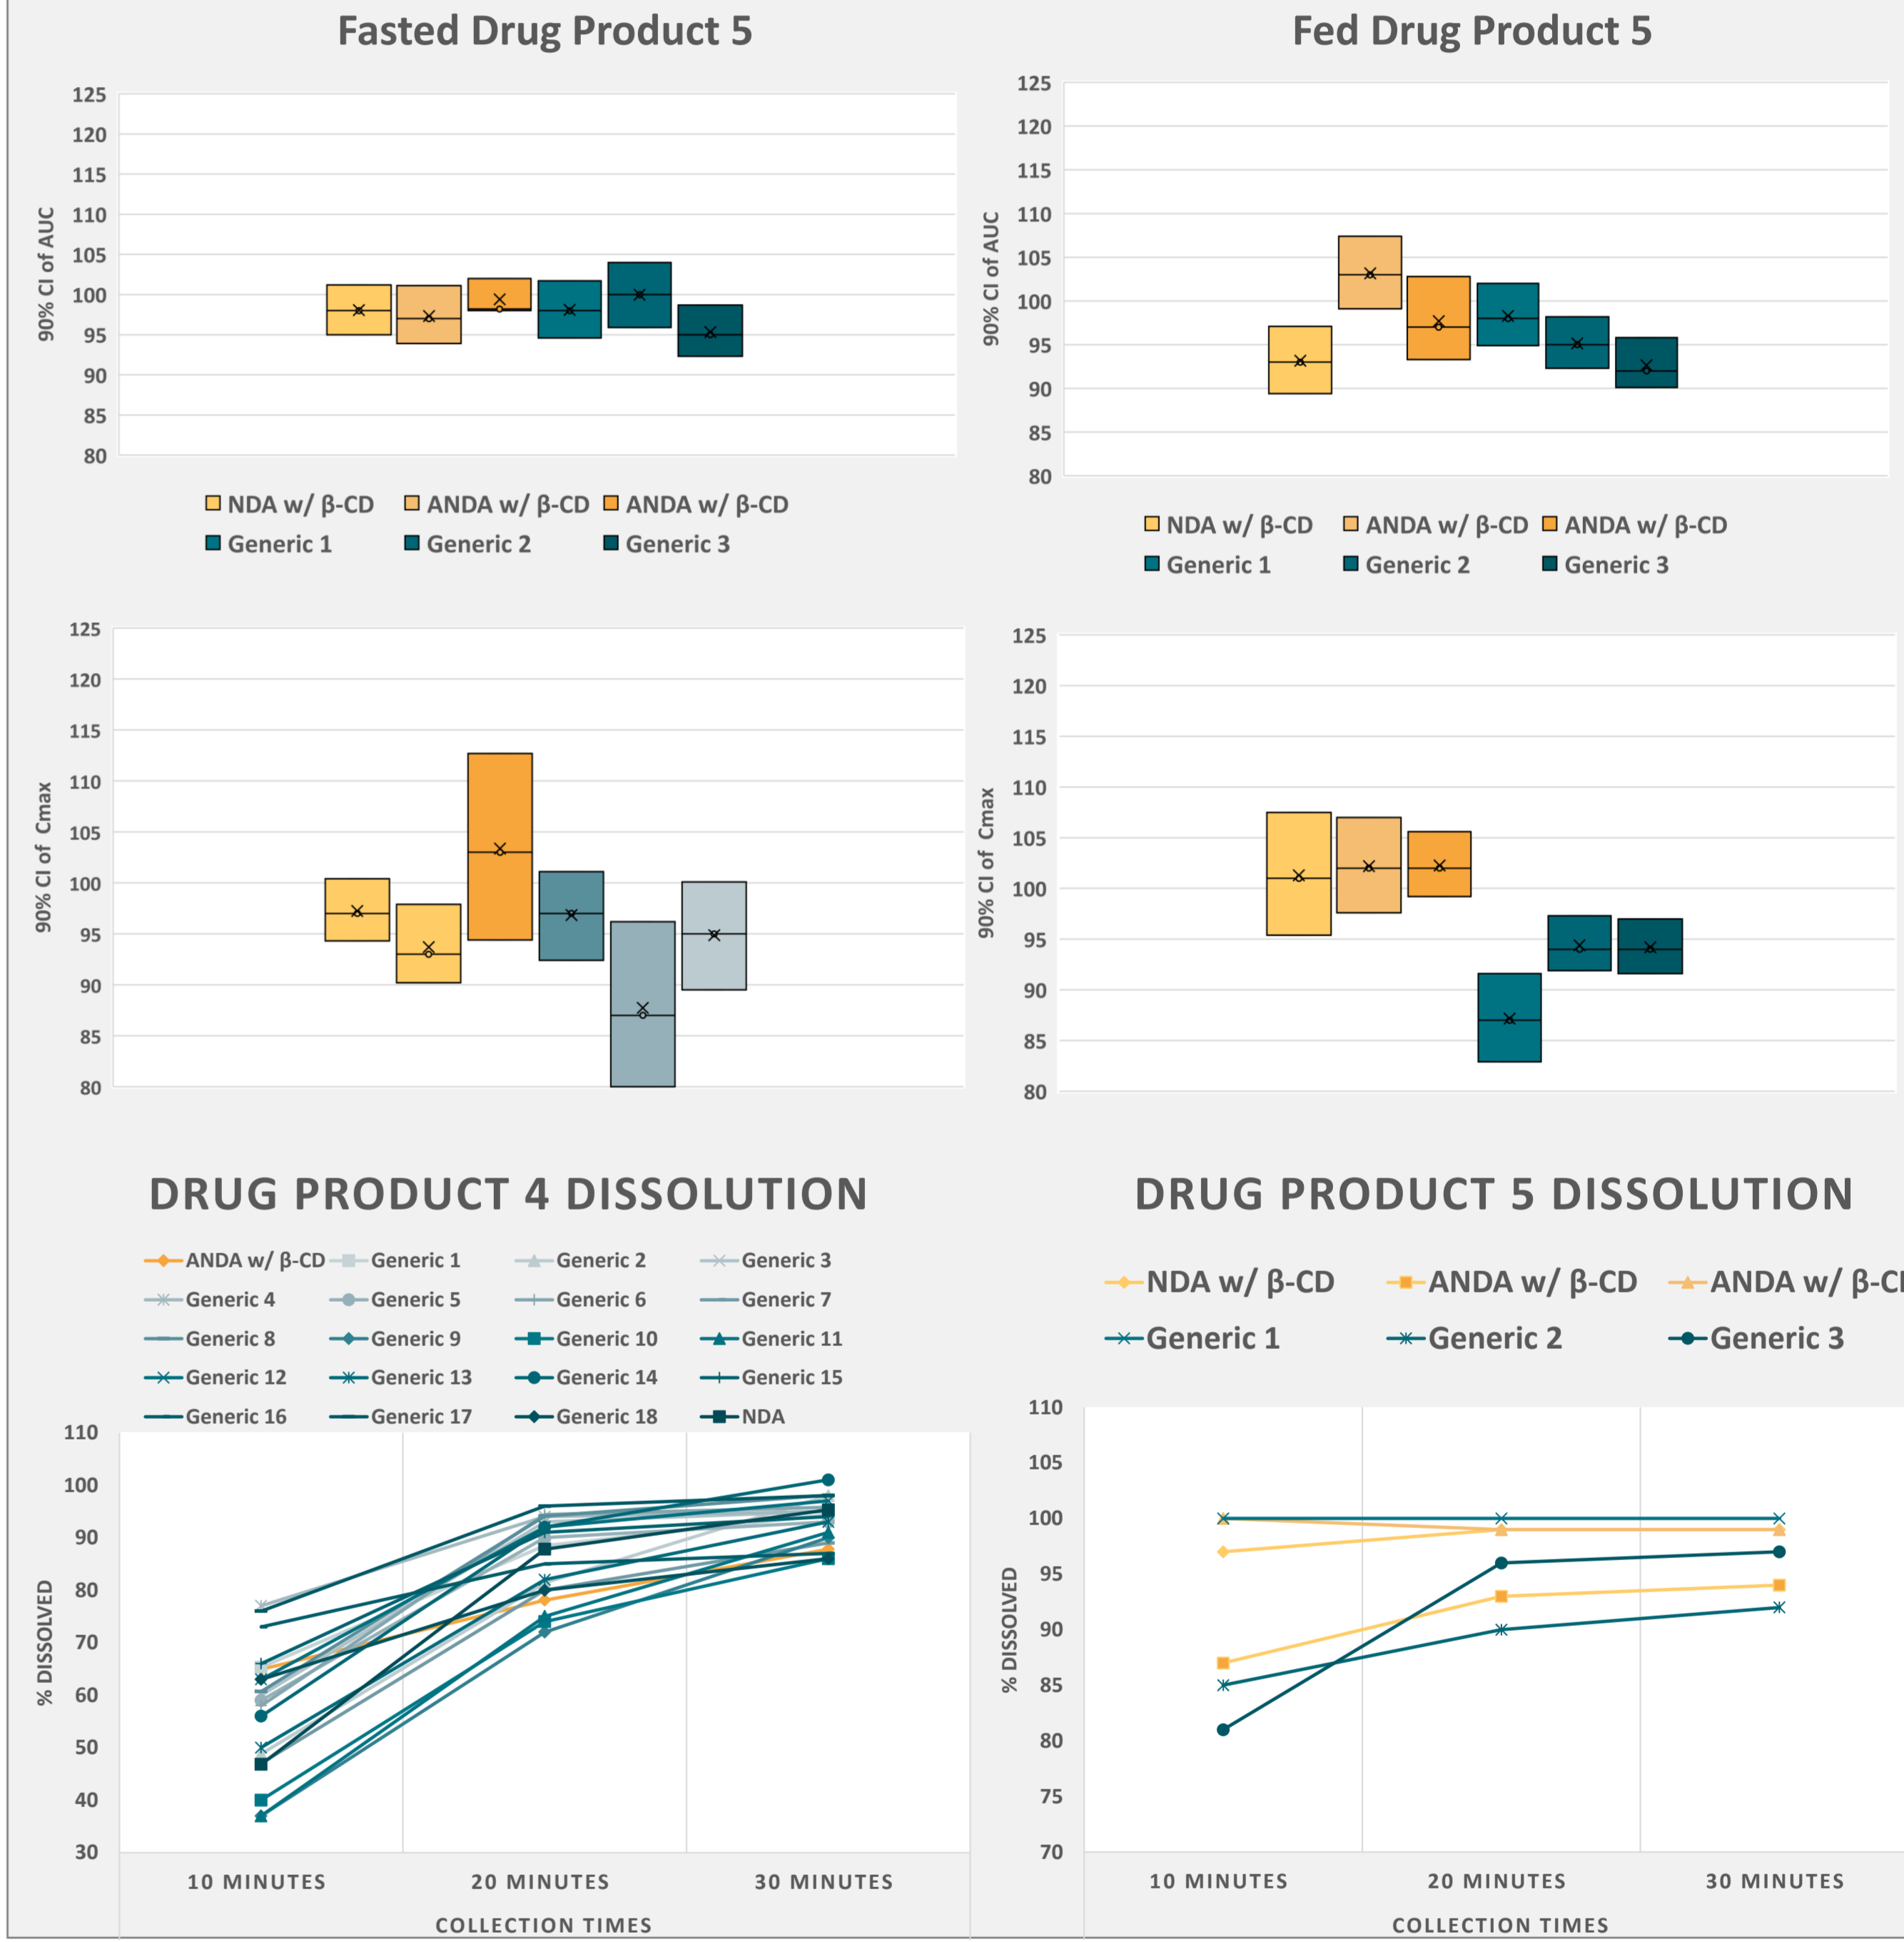 Fasted Drug Product 5
125
120
115
110
105
100
95
90
85
80
90% CI of AUC
NDA w/ β-CD ANDA w/ β-CD ANDA w/ β-CD
Generic 1 Generic 2 Generic 3
Fed Drug Product 5
125
120
115
110
105
100
95
90
85
80
90% CI of AUC
NDA w/ β-CD ANDA w/ β-CD ANDA w/ β-CD
Generic 1 Generic 2 Generic 3
125
120
115
110
105
100
95
90
85
80
90% CI of Cmax
125
120
115
110
105
100
95
90
85
80
90% CI of Cmax
DRUG PRODUCT 4 DISSOLUTION
ANDA w/ β-CD Generic 1 Generic 2 Generic 3
Generic 4 Generic 5 Generic 6 Generic 7
Generic 8 Generic 9 Generic 10 Generic 11
Generic 12 Generic 13 Generic 14 Generic 15
Generic 16 Generic 17 Generic 18 NDA
110
100
90
80
70
60
50
40
30
% DISSOLVED
10 MINUTES 20 MINUTES 30 MINUTES
COLLECTION TIMES
DRUG PRODUCT 5 DISSOLUTION
NDA w/ β-CD ANDA w/ β-CD ANDA w/ β-C
Generic 1 Generic 2 Generic 3
110
105
100
95
90
85
80
75
70
% DISSOLVED
10 MINUTES 20 MINUTES 30 MINUTES
COLLECTION TIMES